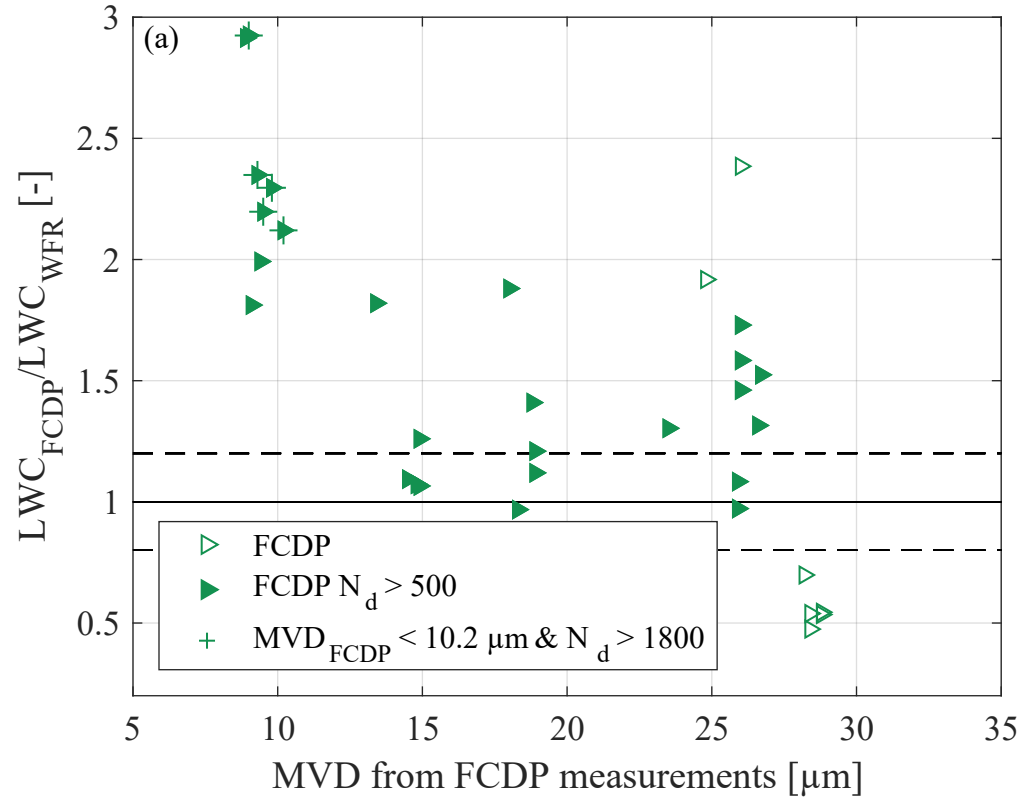 (a)
3
2.5
2
1.5
1
0.5
LWC_FCDP/LWC_WFR [-]
FCDP
FCDP N_d > 500
MVD_FCDP < 10.2 µm & N_d > 1800
5 10 15 20 25 30 35
MVD from FCDP measurements [µm]